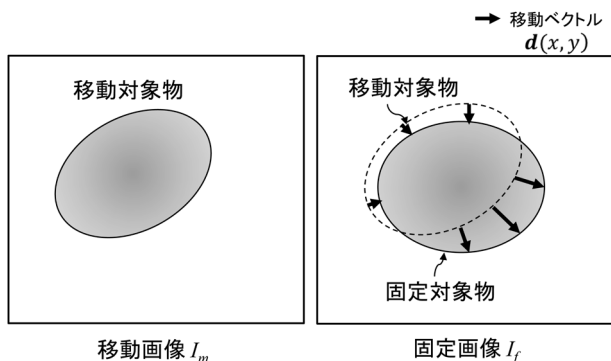 移動ベクトル
d(x, y)
移動対象物
移動対象物
固定対象物
移動画像 I_m
固定画像 I_f